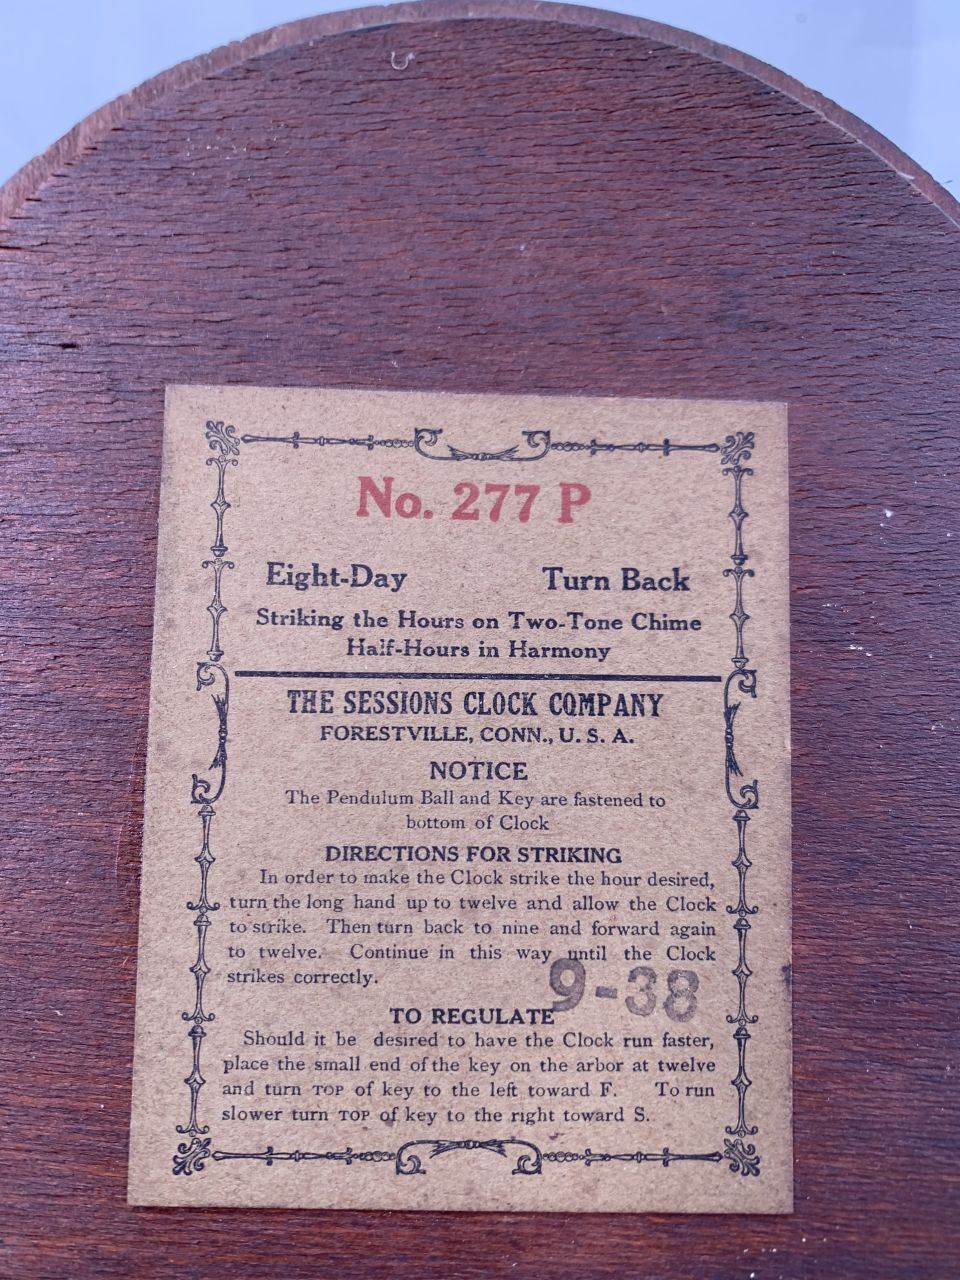 No. 277 P
Eight-Day Turn Back
Striking the Hours on Two-Tone Chime
Half-Hours in Harmony
THE SESSIONS CLOCK COMPANY
FORESTVILLE, CONN., U. S. A.
NOTICE
The Pendulum Ball and Key are fastened to
bottom of Clock
DIRECTIONS FOR STRIKING
In order to make the Clock strike the hour desired,
turn the long hand up to twelve and allow the Clock
to strike. Then turn back to nine and forward again
to twelve. Continue in this way until the Clock
strikes correctly.
9-38
TO REGULATE
Should it be desired to have the Clock run faster,
place the small end of the key on the arbor at twelve
and turn TOP of key to the left toward F. To run
slower turn TOP of key to the right toward S.